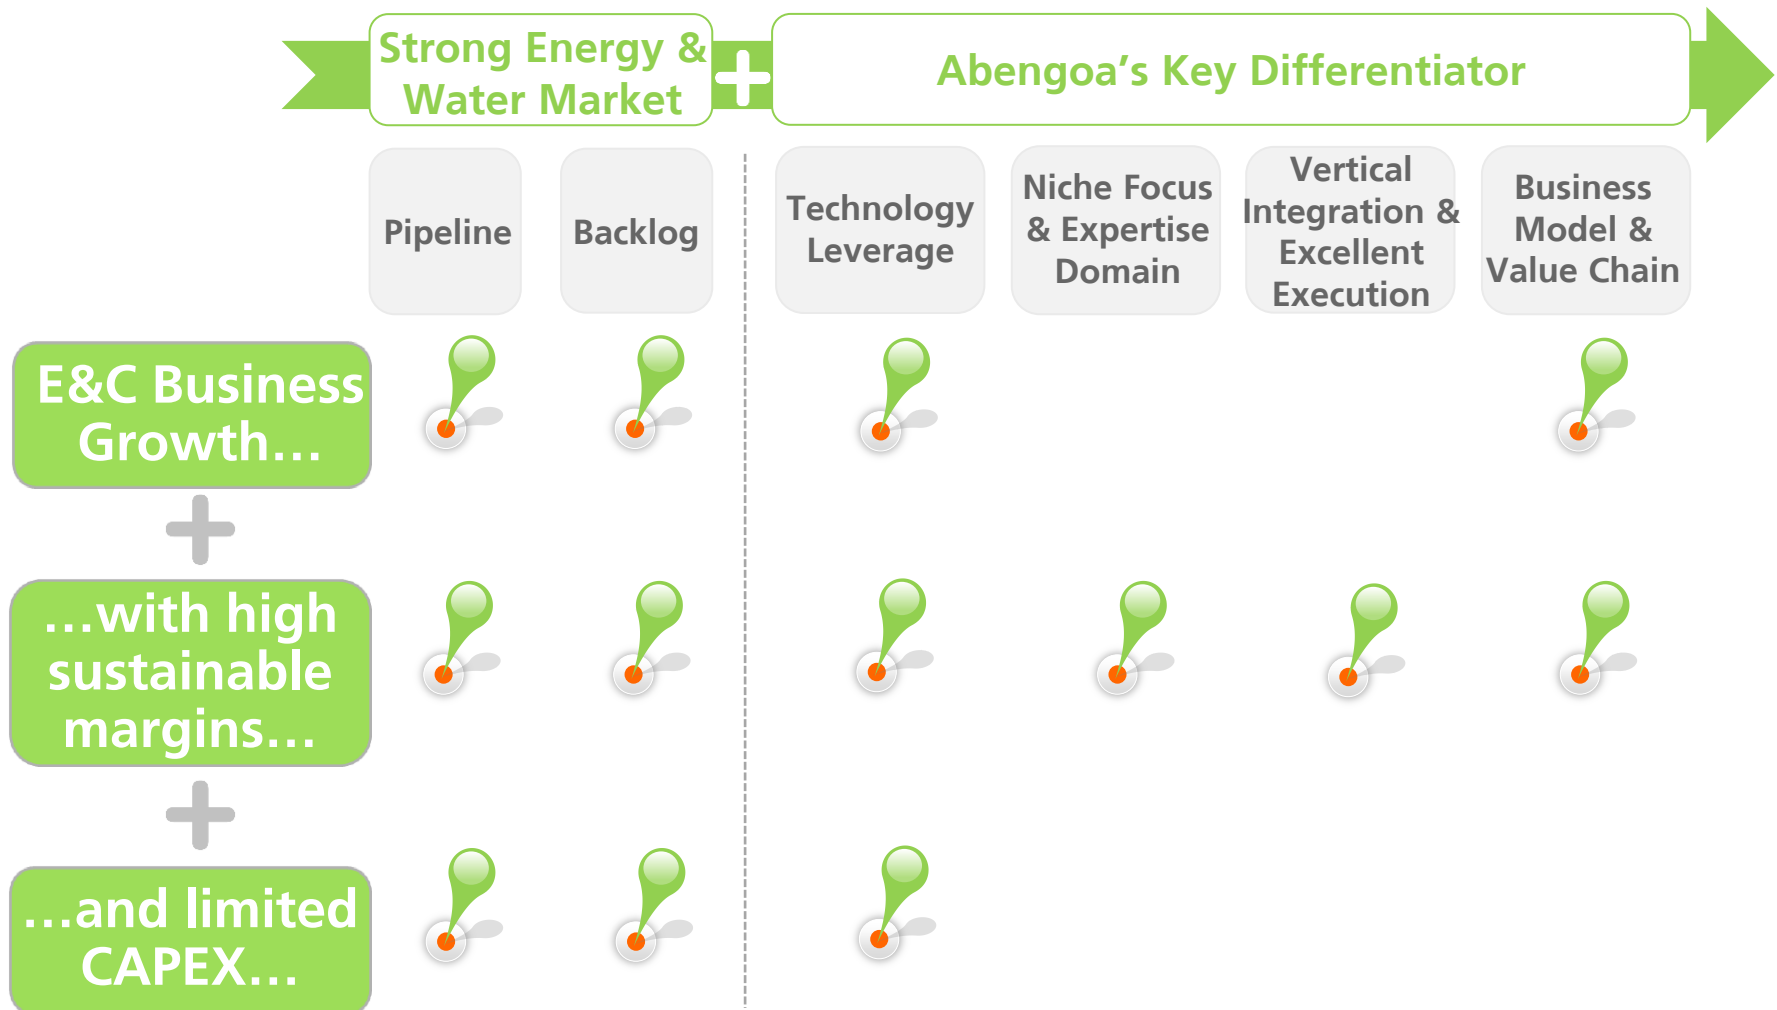 Strong Energy &
Water Market
Abengoa’s Key Differentiator
Pipeline
Backlog
Technology
Leverage
Niche Focus
& Expertise
Domain
Vertical
Integration &
Excellent
Execution
Business
Model &
Value Chain
E&C Business
Growth…
…with high
sustainable
margins…
…and limited
CAPEX…